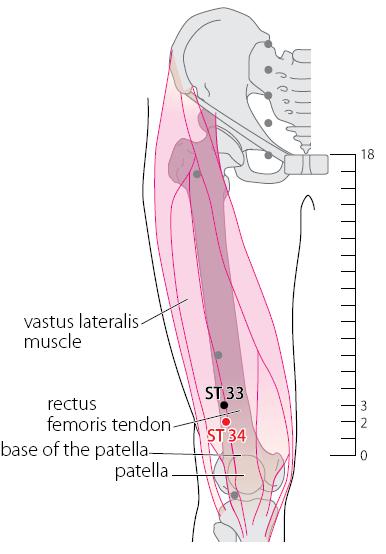 18
vastus lateralis
muscle
ST 33
rectus
femoris tendon
3
2
ST 34
base of the patella
0
patella